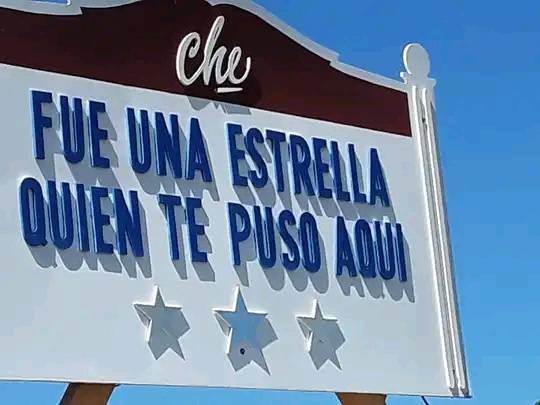 Che
FUE UNA ESTRELLA
QUIEN TE PUSO AQUI